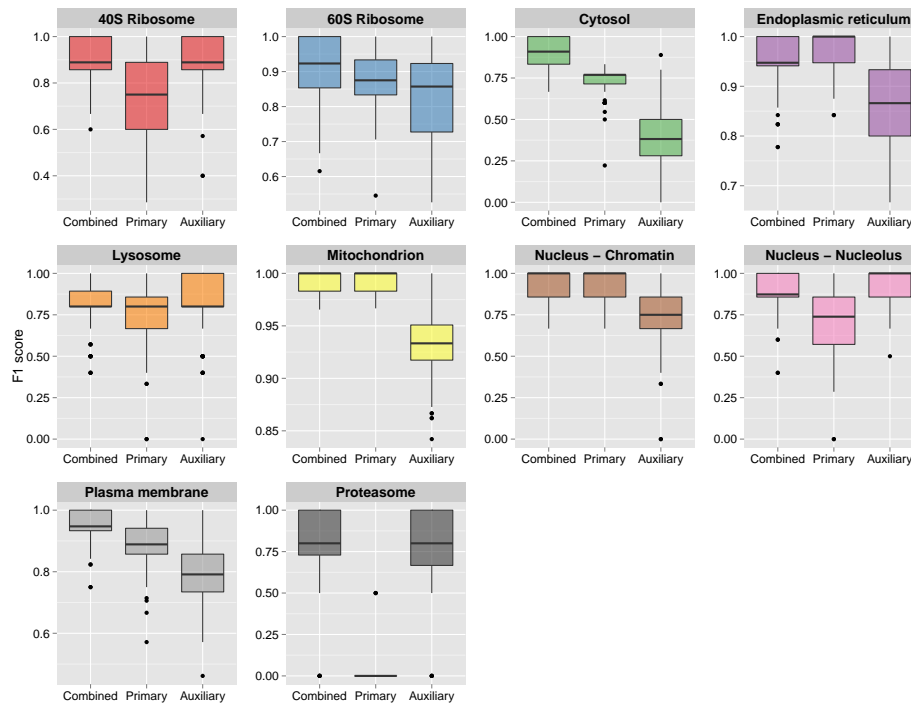 40S Ribosome
60S Ribosome
Cytosol
Endoplasmic reticulum
1.0
0.8
0.6
0.4
1.0
0.9
0.8
0.7
0.6
1.00
0.75
0.50
0.25
0.00
1.0
0.9
0.8
0.7
Combined Primary Auxiliary
Combined Primary Auxiliary
Combined Primary Auxiliary
Combined Primary Auxiliary
Lysosome
Mitochondrion
Nucleus − Chromatin
Nucleus − Nucleolus
F1 score
1.00
0.75
0.50
0.25
0.00
1.00
0.95
0.90
0.85
1.00
0.75
0.50
0.25
0.00
1.00
0.75
0.50
0.25
0.00
Combined Primary Auxiliary
Combined Primary Auxiliary
Combined Primary Auxiliary
Combined Primary Auxiliary
Plasma membrane
Proteasome
1.0
0.8
0.6
1.00
0.75
0.50
0.25
0.00
Combined Primary Auxiliary
Combined Primary Auxiliary